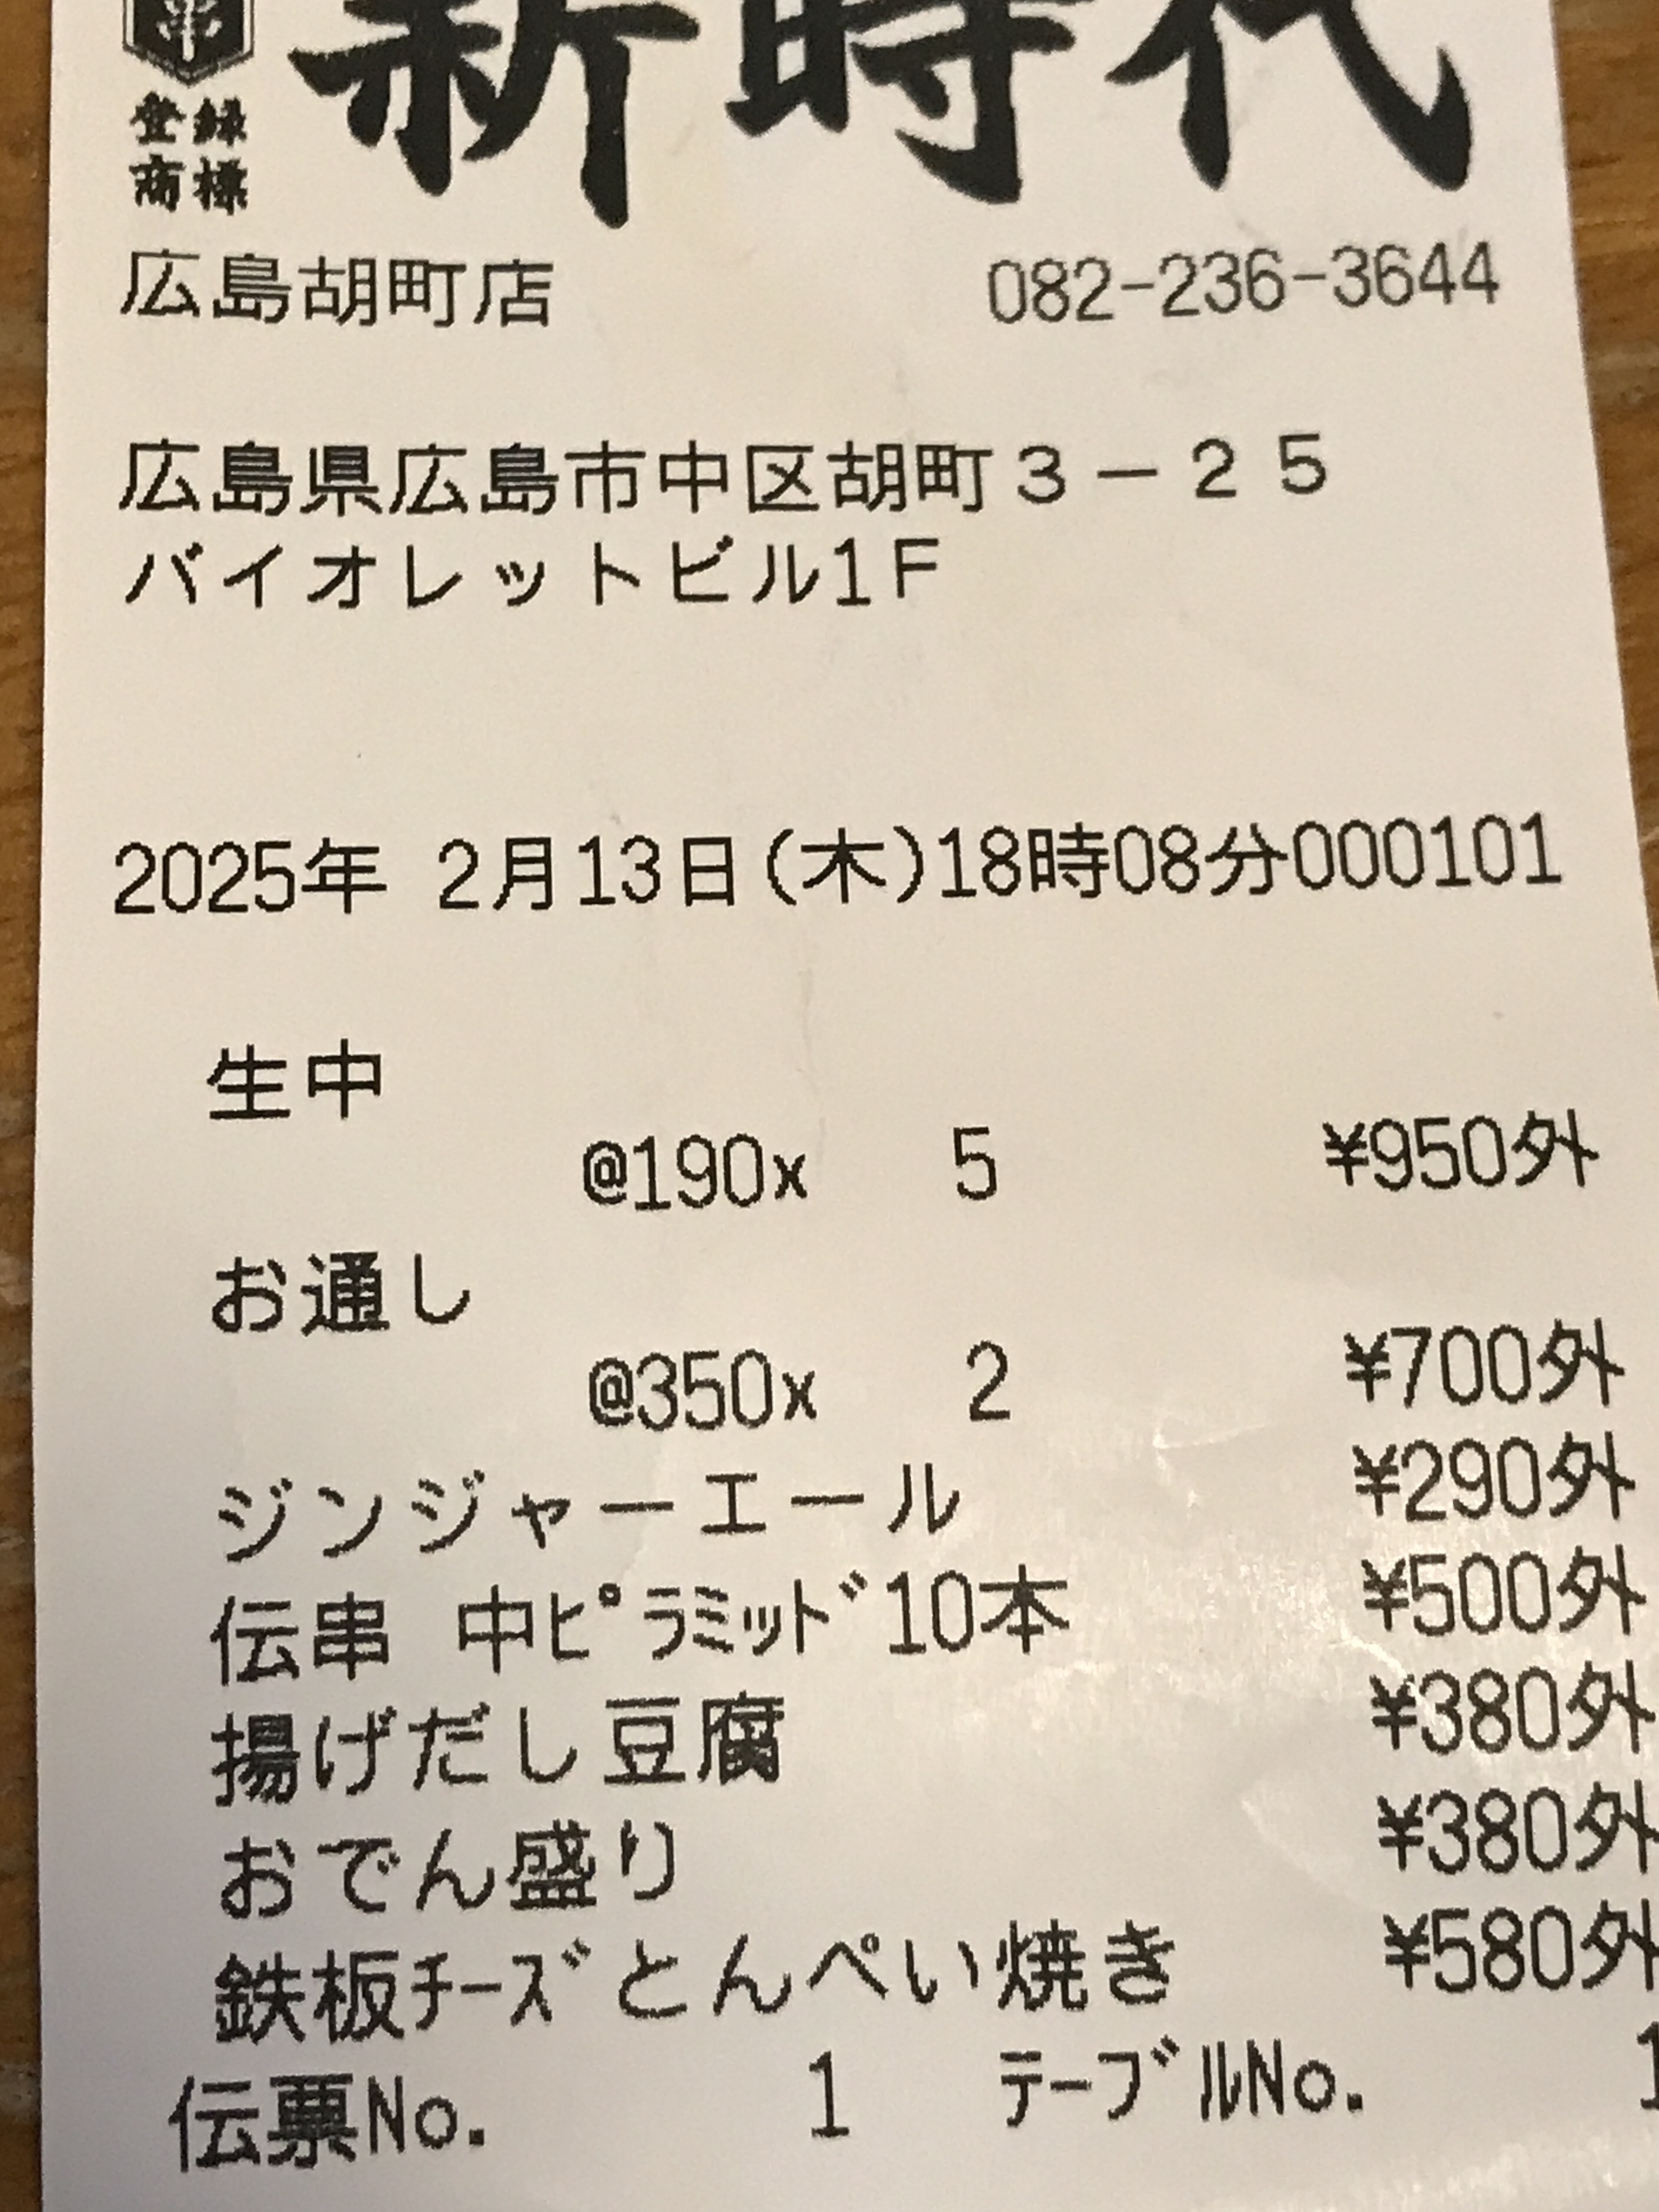 新時代
登録
商標
広島胡町店 082-236-3644
広島県広島市中区胡町3-25
バイオレットビル1F
2025年 2月13日(木)18時08分000101
生中
@190x 5 ¥950外
お通し
@350x 2 ¥700外
ジンジャーエール ¥290外
伝串 中ﾋﾟﾗﾐｯﾄﾞ10本 ¥500外
揚げだし豆腐 ¥380外
おでん盛り ¥380外
鉄板ﾁｰｽﾞとんぺい焼き ¥580外
伝票No. 1 ﾃｰﾌﾞﾙNo. 1